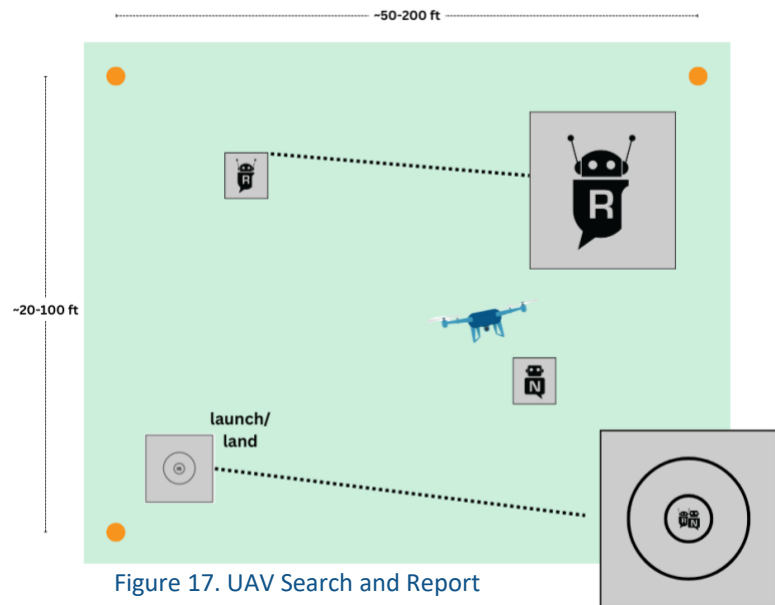 ~50-200 ft
R
R
~20-100 ft
N
launch/
land
R N
R N
Figure 17. UAV Search and Report